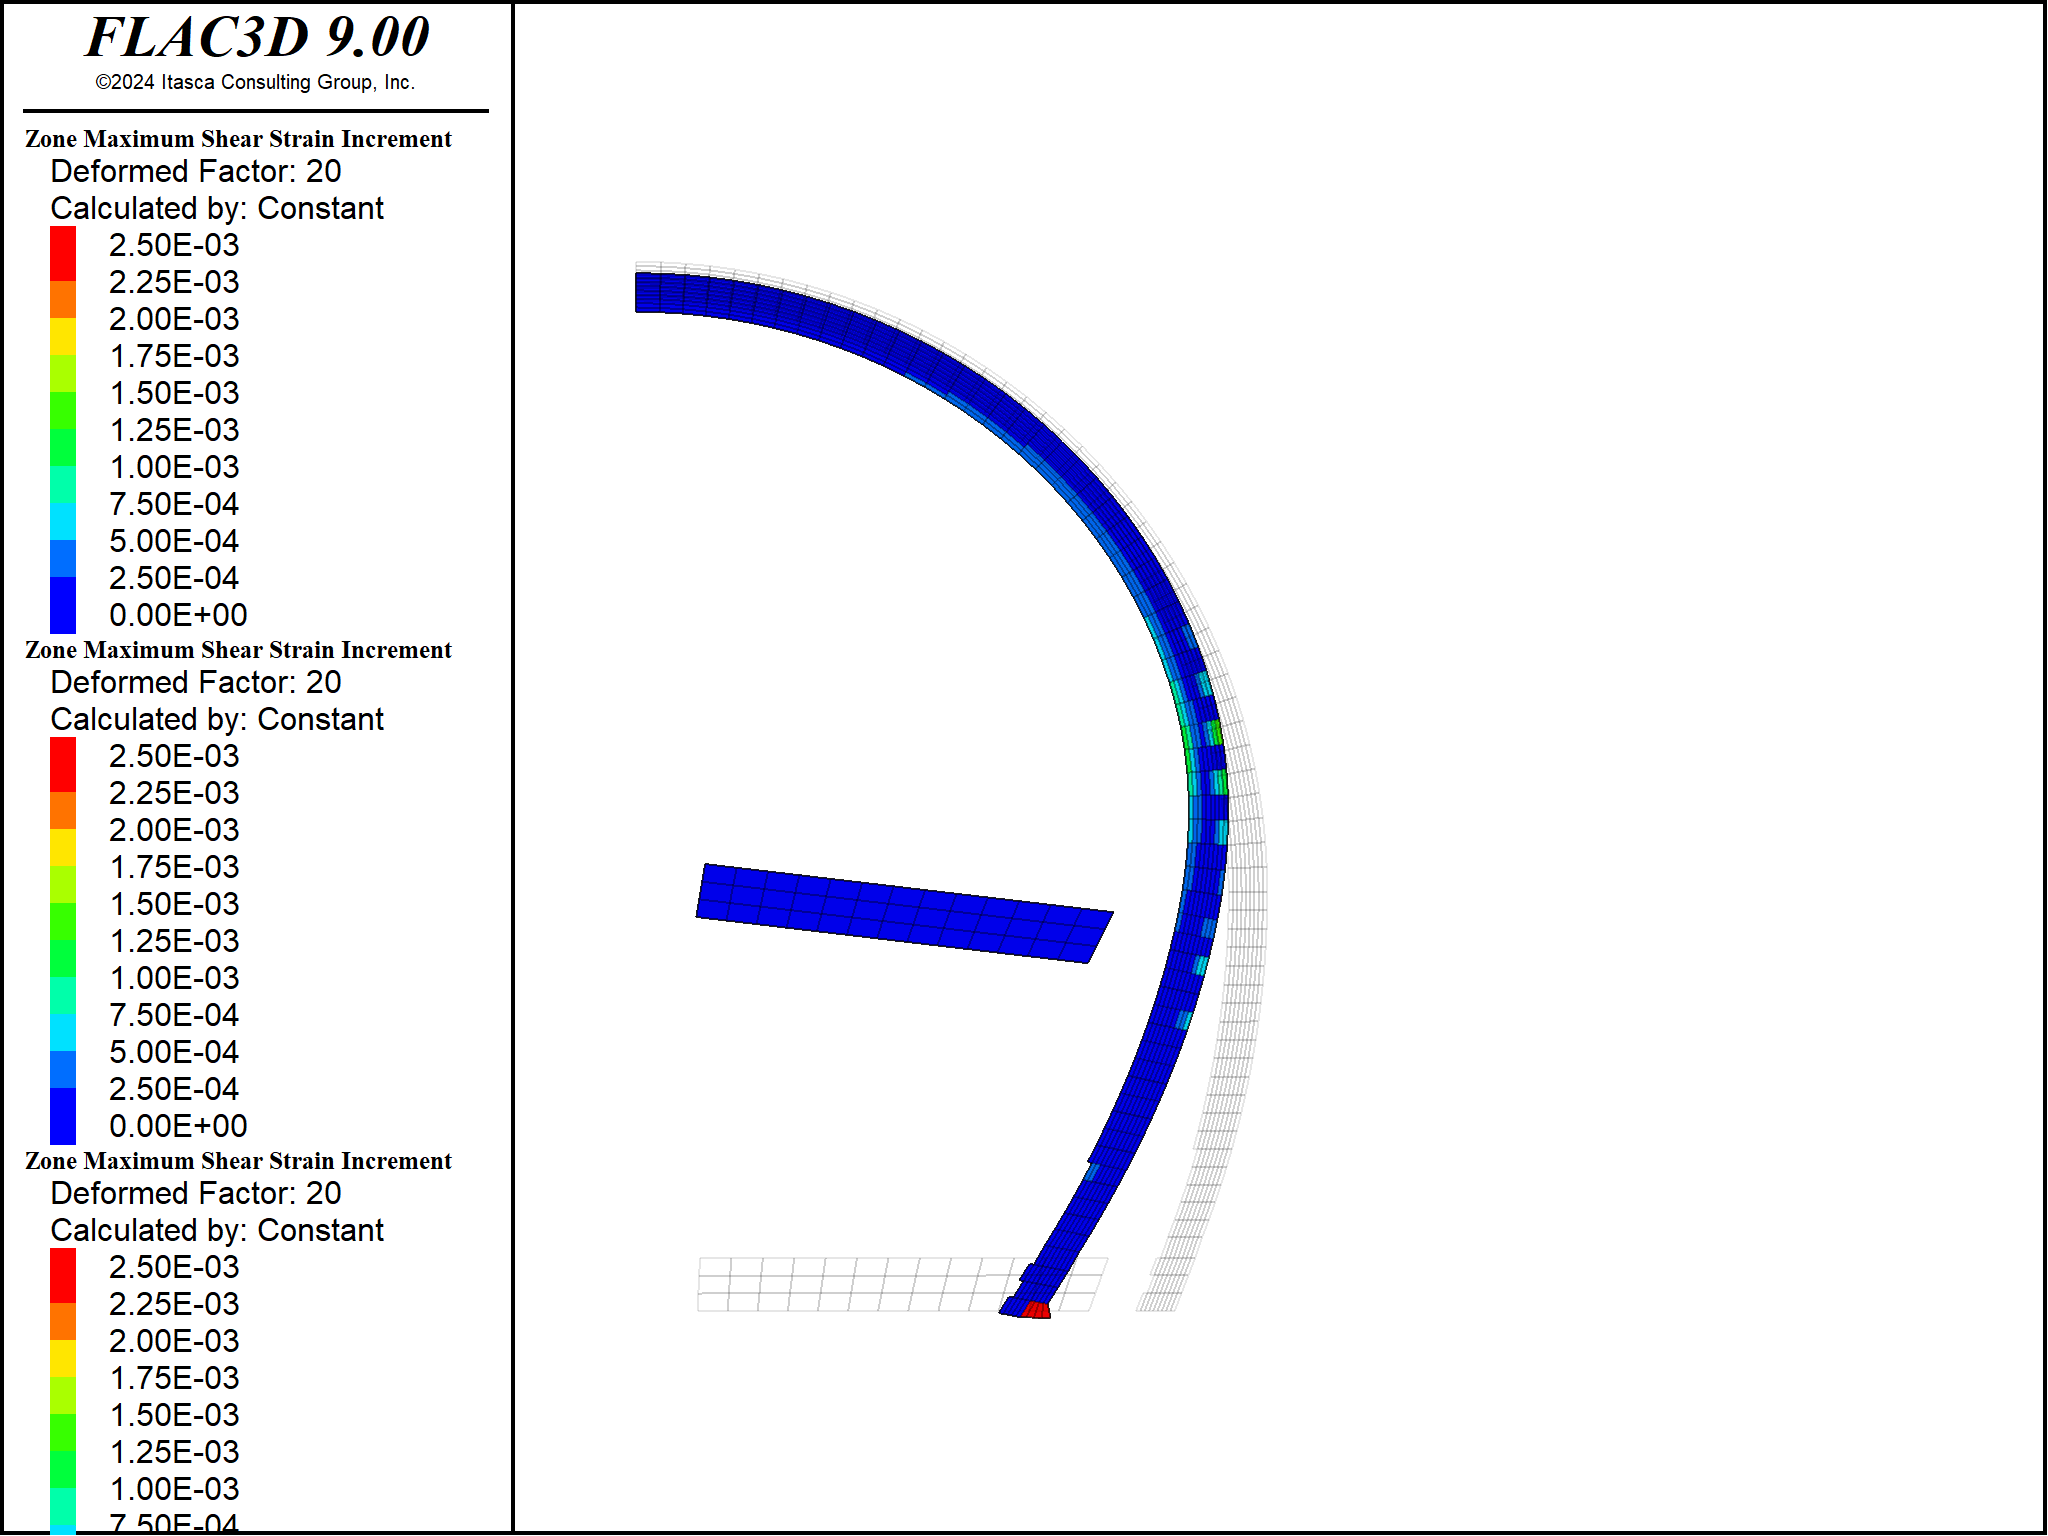 FLAC3D 9.00
©2024 Itasca Consulting Group, Inc.
Zone Maximum Shear Strain Increment
Deformed Factor: 20
Calculated by: Constant
2.50E-03
2.25E-03
2.00E-03
1.75E-03
1.50E-03
1.25E-03
1.00E-03
7.50E-04
5.00E-04
2.50E-04
0.00E+00
Zone Maximum Shear Strain Increment
Deformed Factor: 20
Calculated by: Constant
2.50E-03
2.25E-03
2.00E-03
1.75E-03
1.50E-03
1.25E-03
1.00E-03
7.50E-04
5.00E-04
2.50E-04
0.00E+00
Zone Maximum Shear Strain Increment
Deformed Factor: 20
Calculated by: Constant
2.50E-03
2.25E-03
2.00E-03
1.75E-03
1.50E-03
1.25E-03
1.00E-03
7.50E-04